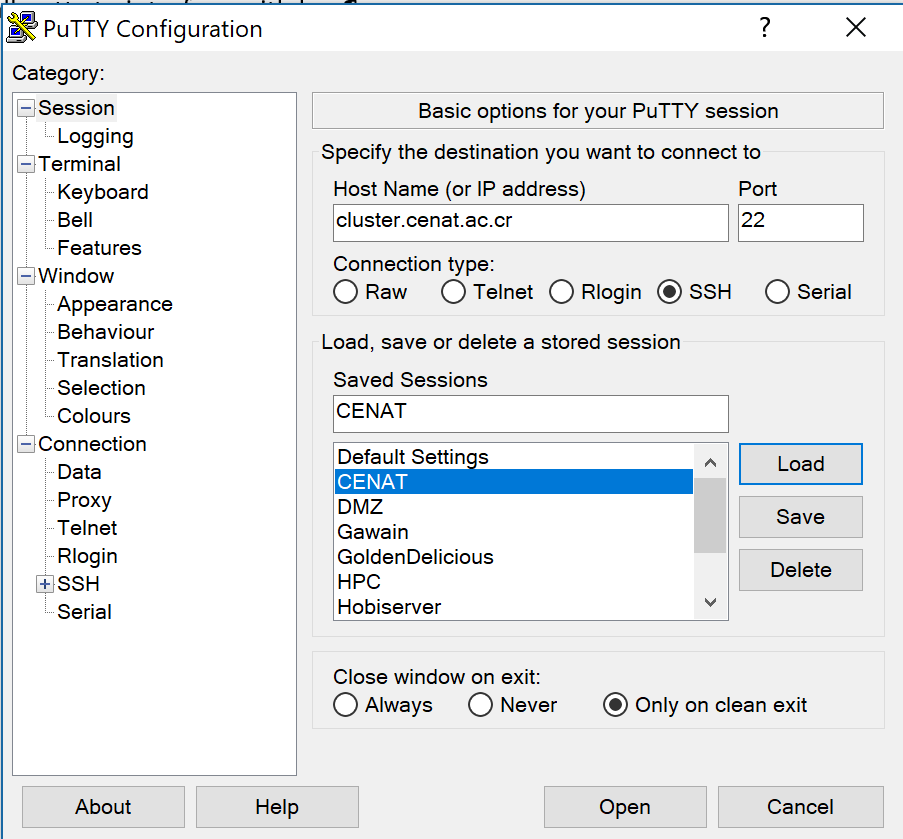 PuTTY Configuration
?
Category:
Session
Logging
Terminal
Keyboard
Bell
Features
Window
Appearance
Behaviour
Translation
Selection
Colours
Connection
Data
Proxy
Telnet
Rlogin
SSH
Serial
Basic options for your PuTTY session
Specify the destination you want to connect to
Host Name (or IP address) Port
cluster.cenat.ac.cr 22
Connection type:
Raw Telnet Rlogin SSH Serial
Load, save or delete a stored session
Saved Sessions
CENAT
Default Settings
CENAT
DMZ
Gawain
GoldenDelicious
HPC
Hobiserver
Load
Save
Delete
Close window on exit:
Always Never Only on clean exit
About Help Open Cancel